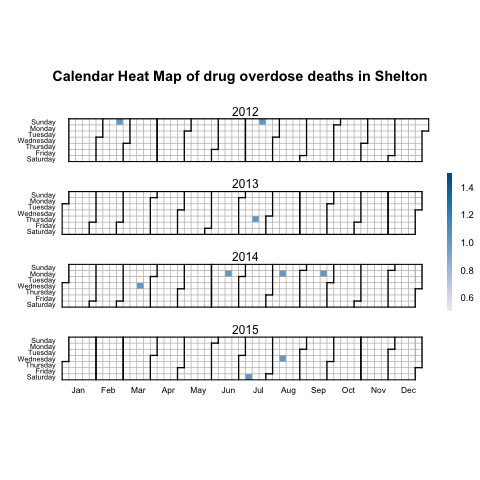 Calendar Heat Map of drug overdose deaths in Shelton
2012
Sunday
Monday
Tuesday
Wednesday
Thursday
Friday
Saturday
2013
Sunday
Monday
Tuesday
Wednesday
Thursday
Friday
Saturday
2014
Sunday
Monday
Tuesday
Wednesday
Thursday
Friday
Saturday
2015
Sunday
Monday
Tuesday
Wednesday
Thursday
Friday
Saturday
Jan Feb Mar Apr May Jun Jul Aug Sep Oct Nov Dec
1.4
1.2
1.0
0.8
0.6